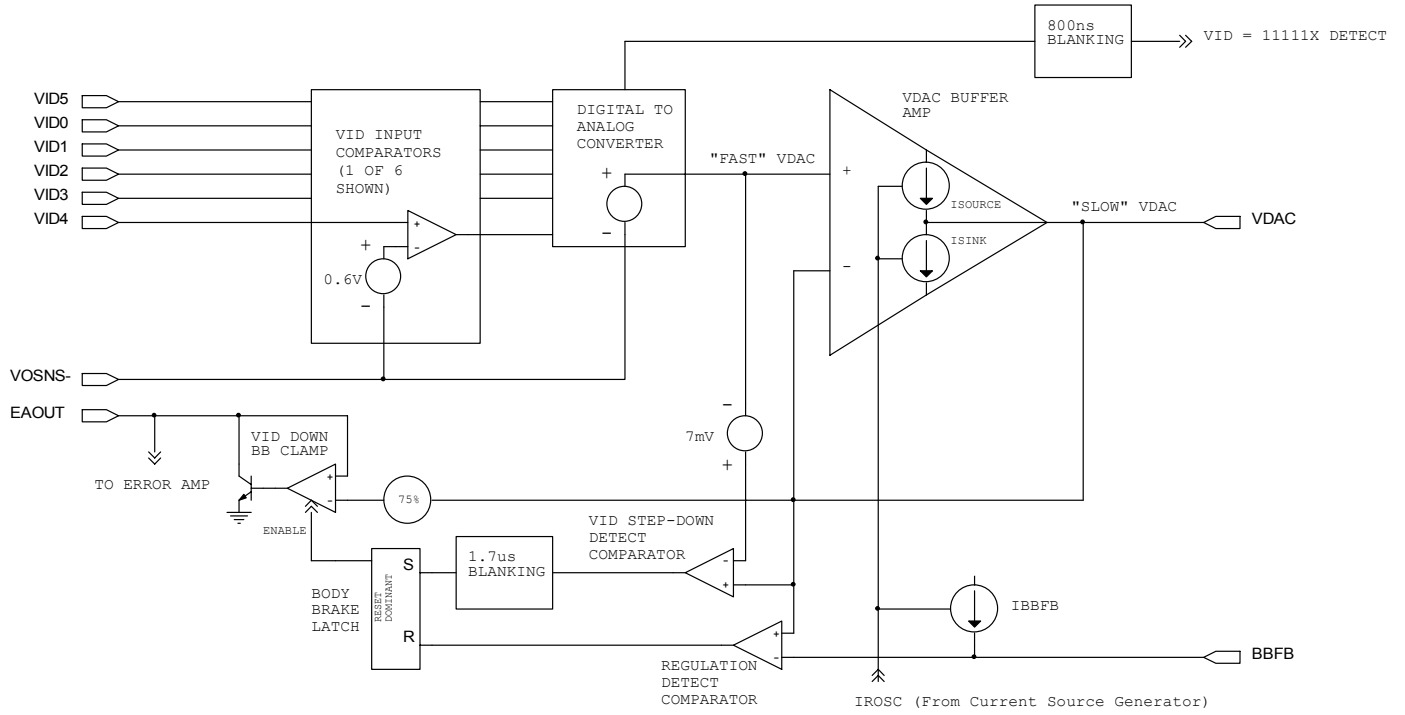 800ns
BLANKING
VID = 11111X DETECT
VID5
VID0
VID1
VID2
VID3
VID4
VID INPUT
COMPARATORS
(1 OF 6
SHOWN)
+
-
+
0.6V
-
DIGITAL TO
ANALOG
CONVERTER
+
-
"FAST" VDAC
VDAC BUFFER
AMP
+
-
ISOURCE
ISINK
"SLOW" VDAC
VDAC
VOSNS-
EAOUT
TO ERROR AMP
VID DOWN
BB CLAMP
+
-
ENABLE
75%
-
7mV
+
VID STEP-DOWN
DETECT
COMPARATOR
-
+
1.7us
BLANKING
BODY
BRAKE
LATCH
RESET
DOMINANT
S
R
+
-
REGULATION
DETECT
COMPARATOR
IBBFB
BBFB
IROSC (From Current Source Generator)